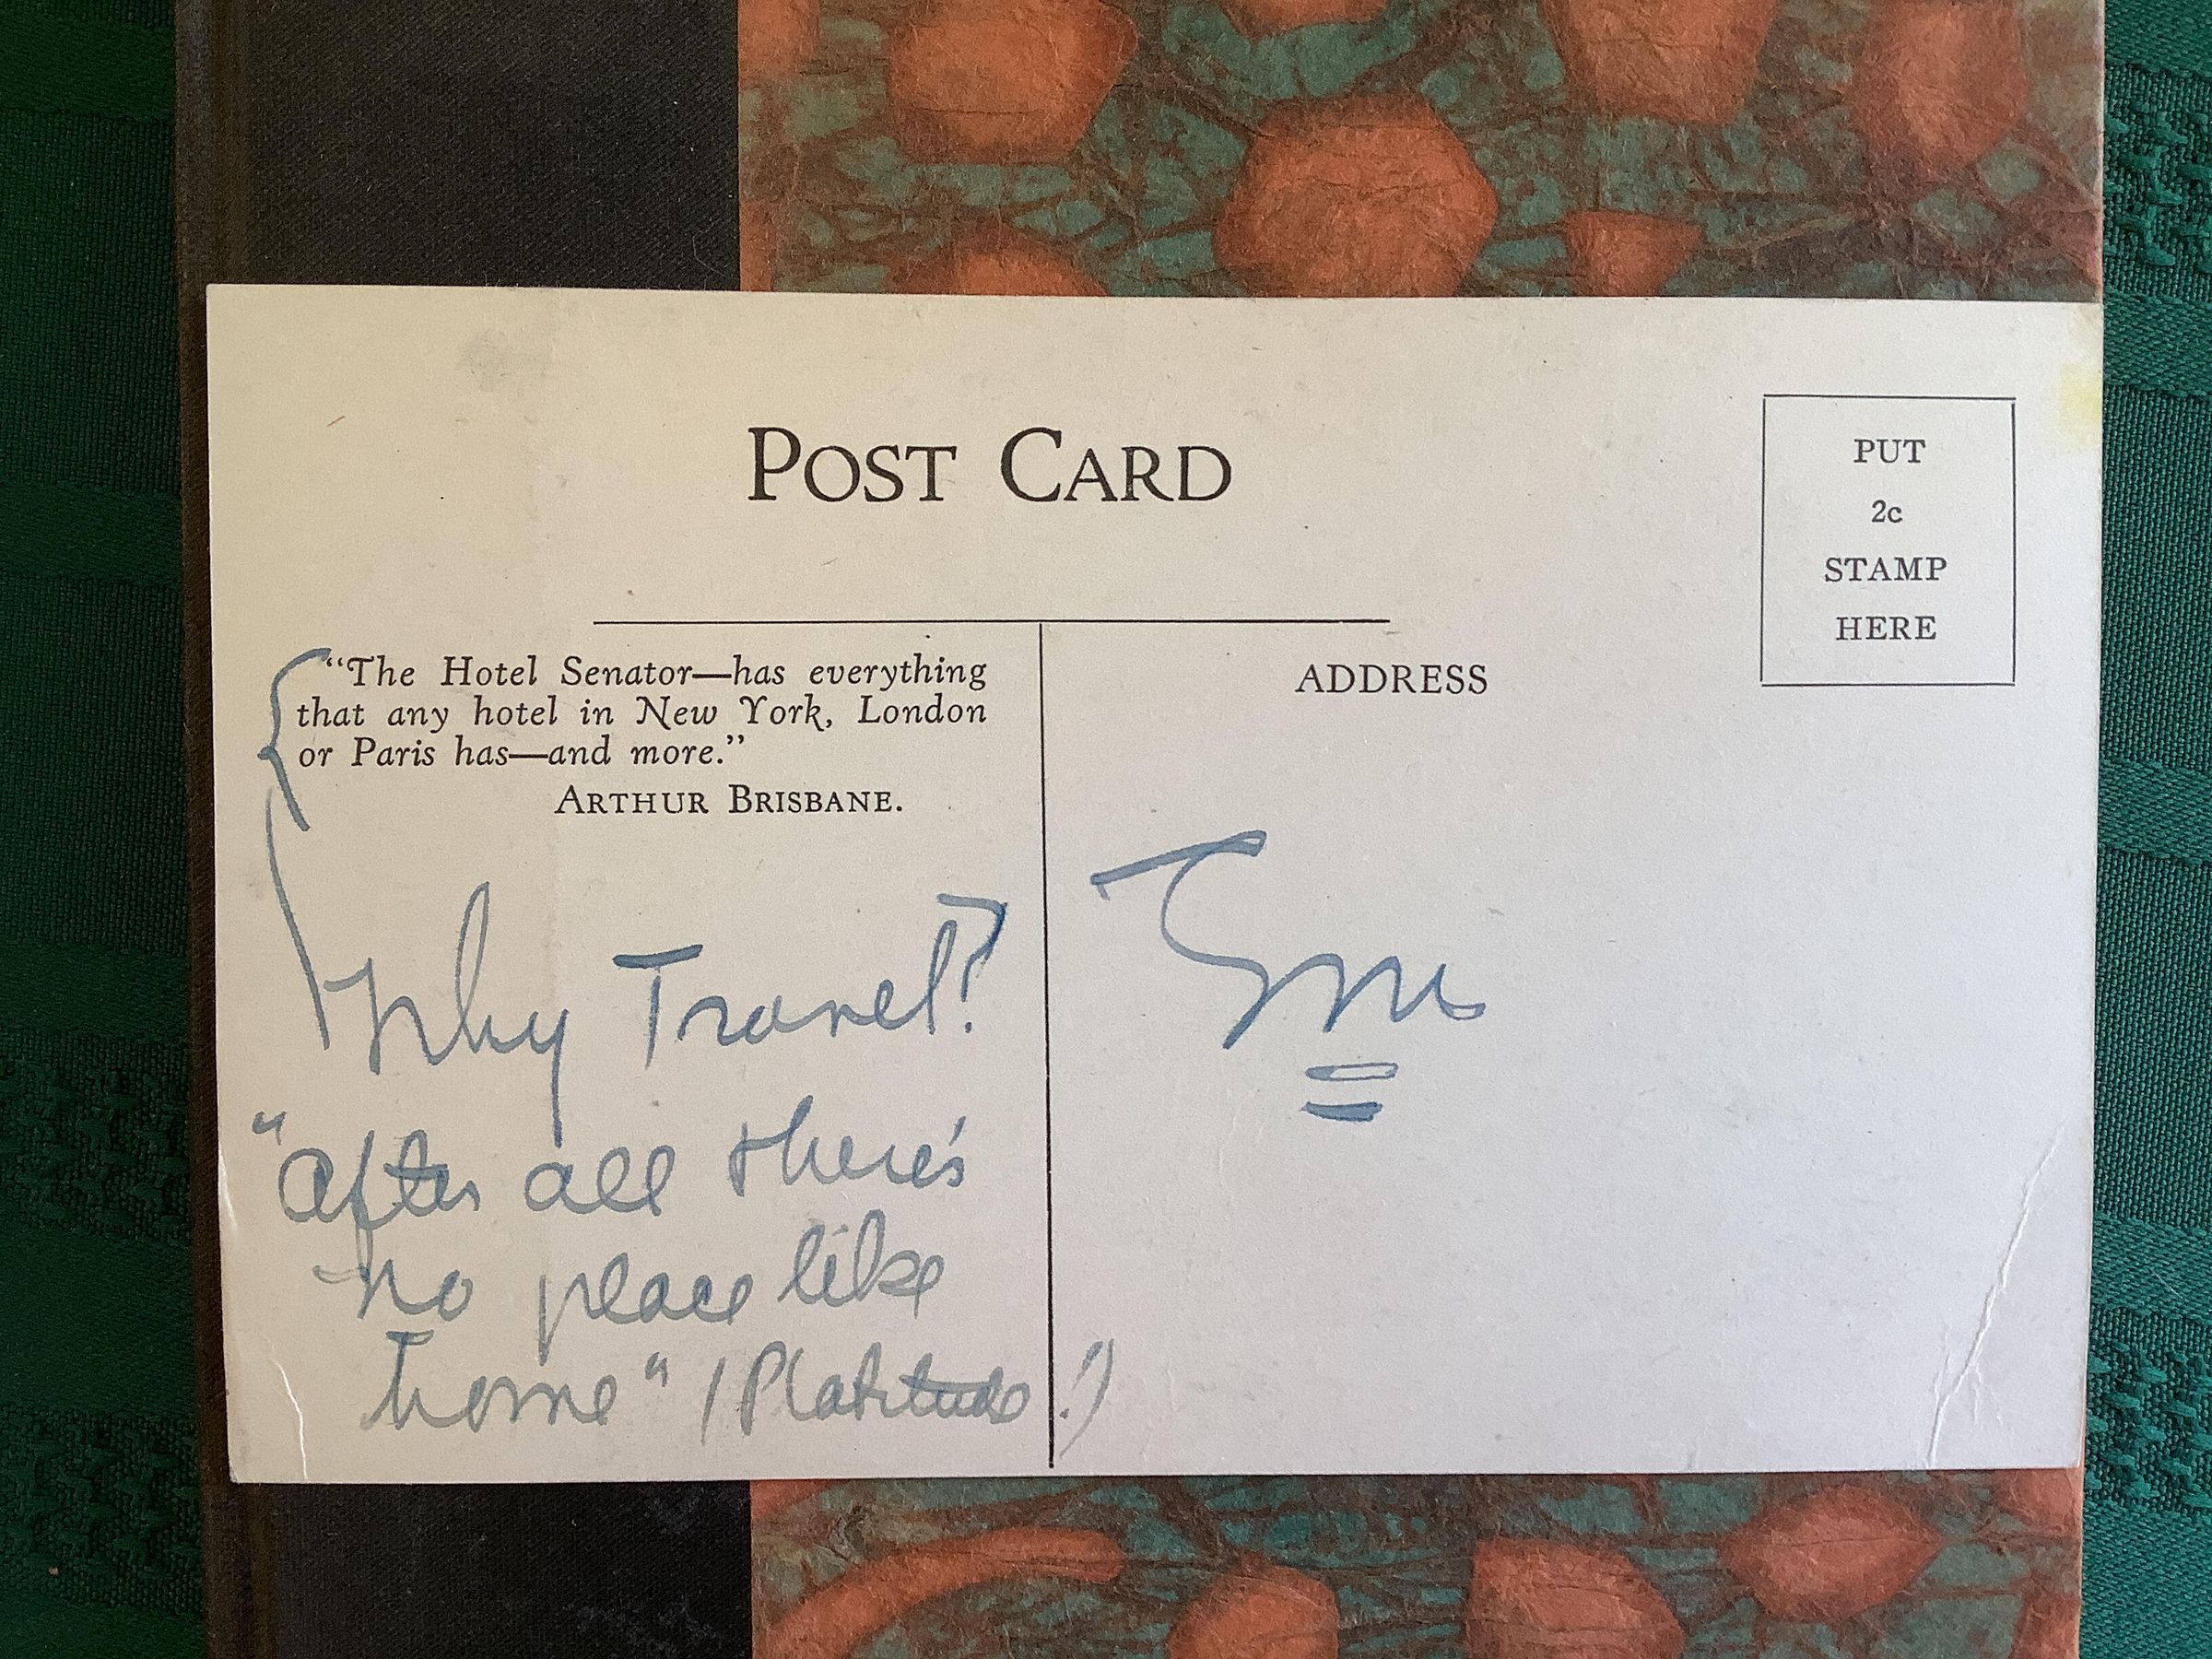 POST CARD
PUT
2c
STAMP
HERE
"The Hotel Senator—has everything
that any hotel in New York, London
or Paris has—and more."
ARTHUR BRISBANE.
Why Travel?
"After all there's
no place like
home" (Platitude!)
ADDRESS